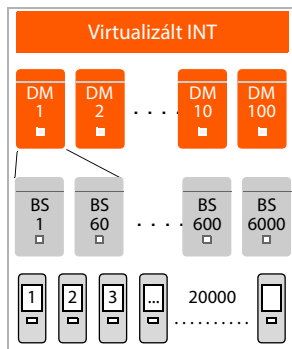 Virtualizált INT
DM 1 DM 2 . . . . DM 10 DM 100
BS 1 BS 60 . . . . BS 600 BS 6000
1 2 3 ... 20000 ..........